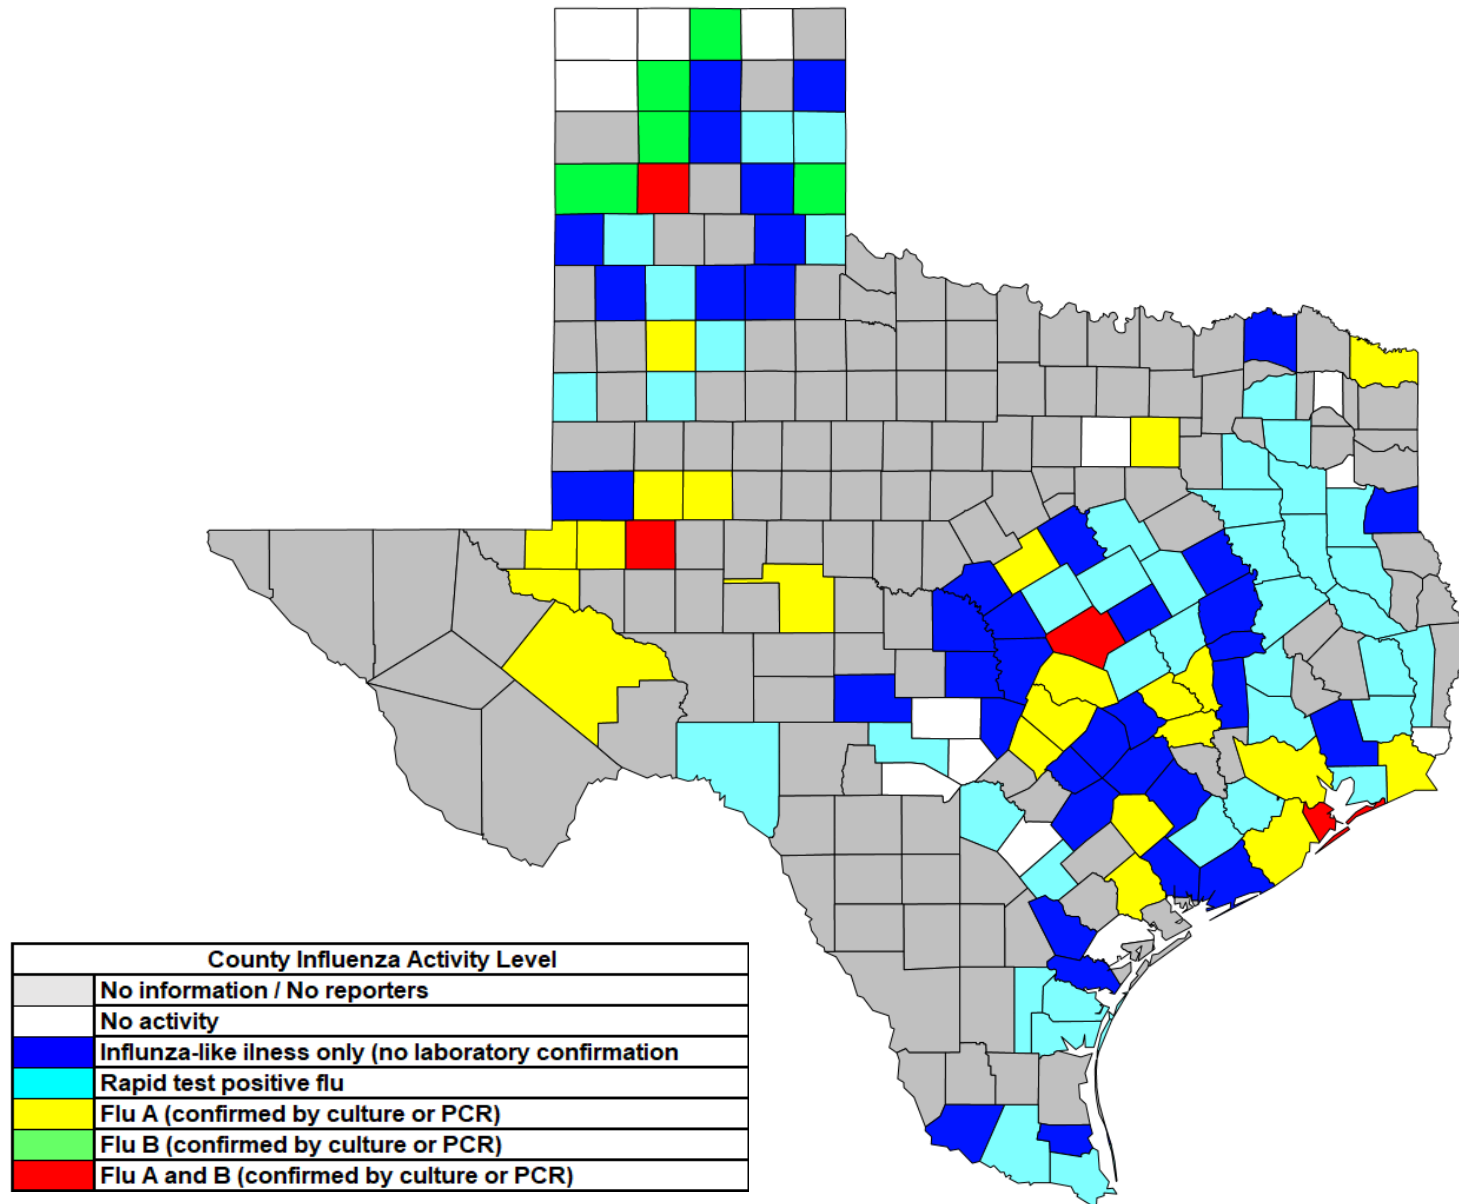 County Influenza Activity Level
No information / No reporters
No activity
Influnza-like ilness only (no laboratory confirmation
Rapid test positive flu
Flu A (confirmed by culture or PCR)
Flu B (confirmed by culture or PCR)
Flu A and B (confirmed by culture or PCR)